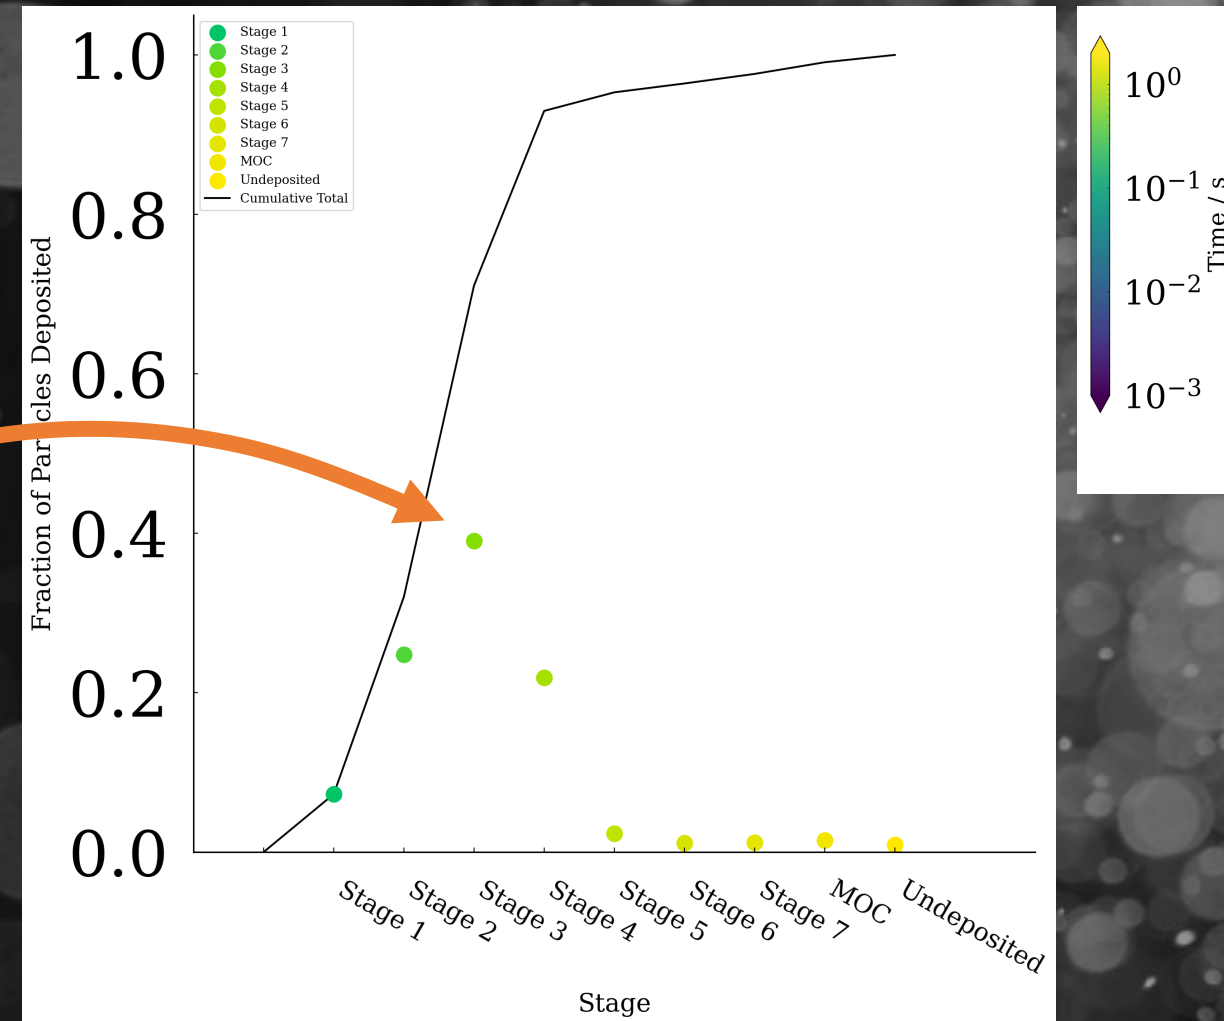 Stage 1
Stage 2
Stage 3
Stage 4
Stage 5
Stage 6
Stage 7
MOC
Undeposited
Cumulative Total
1.0
0.8
0.6
0.4
0.2
0.0
Fraction of Par cles Deposited
Stage 1
Stage 2
Stage 3
Stage 4
Stage 5
Stage 6
Stage 7
MOC
Undeposited
Stage
10⁰
10⁻¹
10⁻²
10⁻³
Time / s